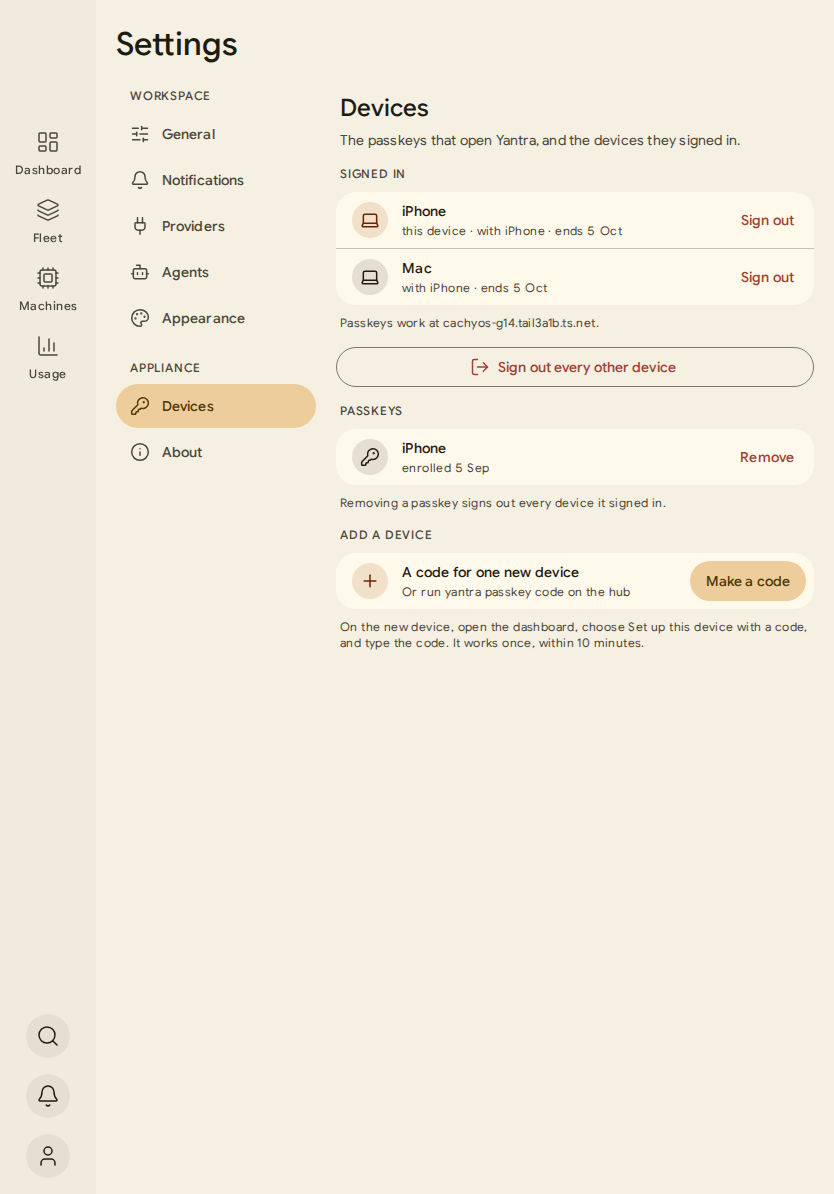 Settings
Dashboard
Fleet
Machines
Usage
WORKSPACE
General
Notifications
Providers
Agents
Appearance
APPLIANCE
Devices
About
Devices
The passkeys that open Yantra, and the devices they signed in.
SIGNED IN
iPhone
this device · with iPhone · ends 5 Oct
Sign out
Mac
with iPhone · ends 5 Oct
Sign out
Passkeys work at cachyos-g14.tail3a1b.ts.net.
Sign out every other device
PASSKEYS
iPhone
enrolled 5 Sep
Remove
Removing a passkey signs out every device it signed in.
ADD A DEVICE
A code for one new device
Or run yantra passkey code on the hub
Make a code
On the new device, open the dashboard, choose Set up this device with a code,
and type the code. It works once, within 10 minutes.